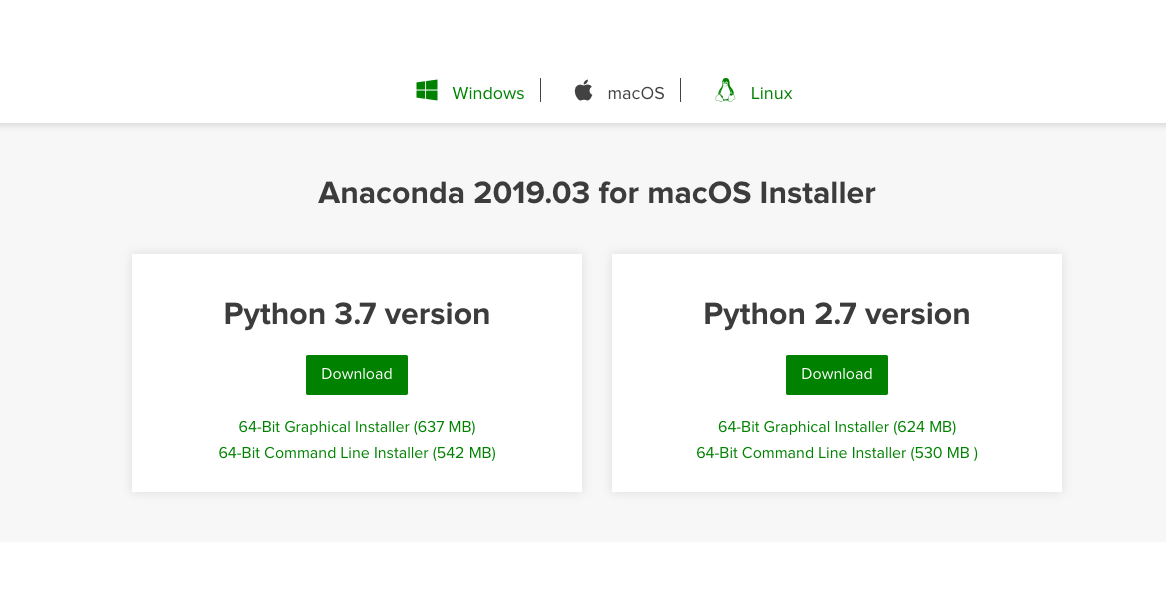 Windows macOS Linux
Anaconda 2019.03 for macOS Installer
Python 3.7 version
Download
64-Bit Graphical Installer (637 MB)
64-Bit Command Line Installer (542 MB)
Python 2.7 version
Download
64-Bit Graphical Installer (624 MB)
64-Bit Command Line Installer (530 MB )